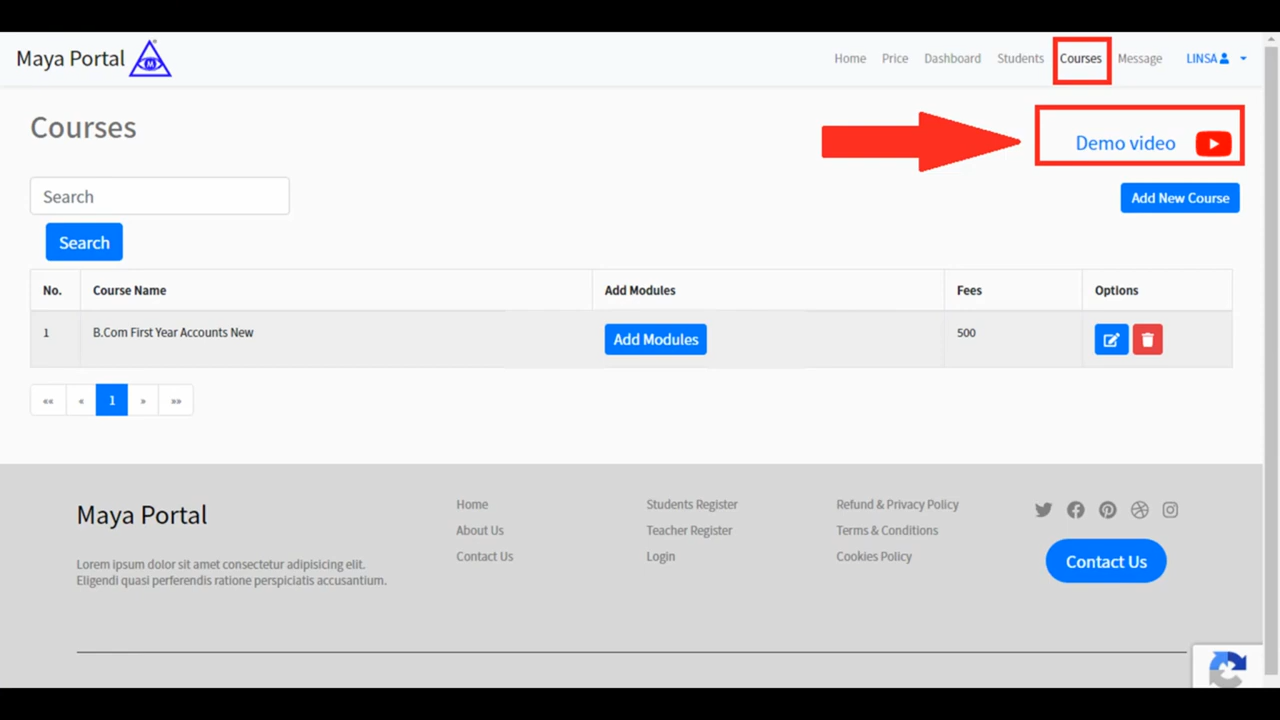 Maya Portal
Home Price Dashboard Students Courses Message LINSA
Courses
Demo video
Search
Add New Course
Search
No. Course Name Add Modules Fees Options
1 B.Com First Year Accounts New Add Modules 500
«« « 1 » »»
Maya Portal
Lorem ipsum dolor sit amet consectetur adipisicing elit.
Eligendi quasi perferendis ratione perspiciatis accusantium.
Home
About Us
Contact Us
Students Register
Teacher Register
Login
Refund & Privacy Policy
Terms & Conditions
Cookies Policy
Contact Us